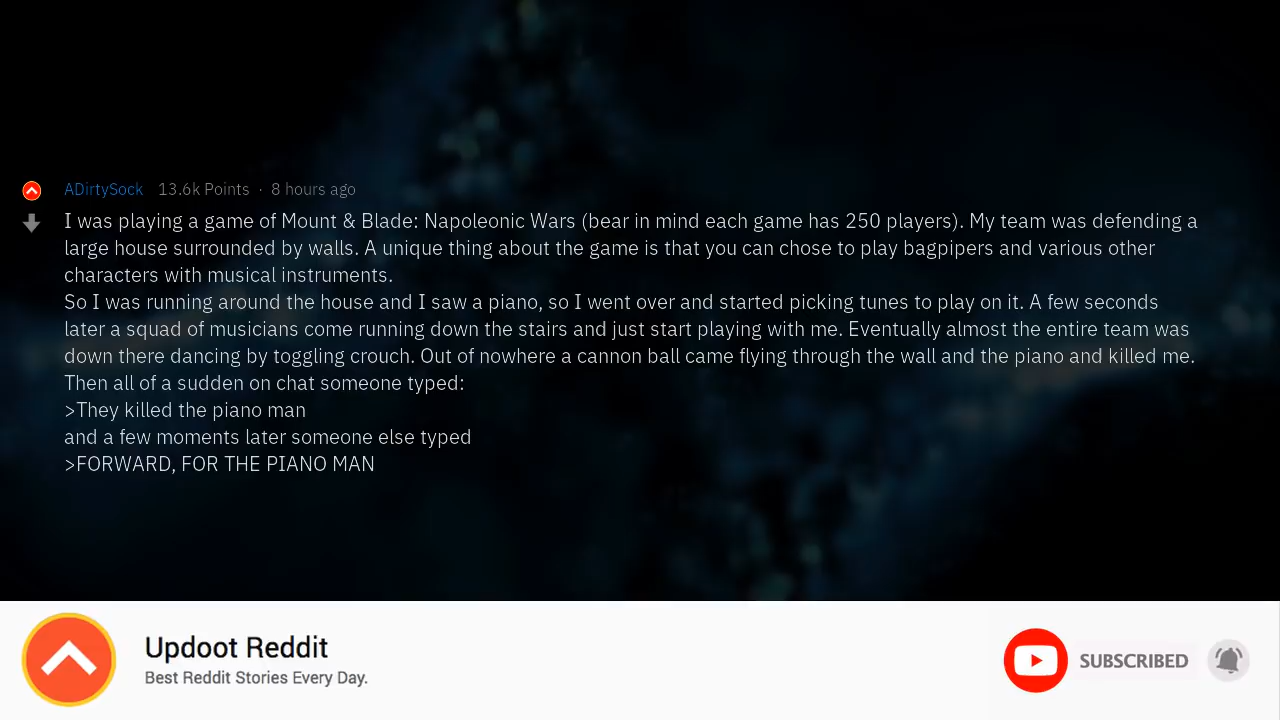 ADirtySock 13.6k Points · 8 hours ago
I was playing a game of Mount & Blade: Napoleonic Wars (bear in mind each game has 250 players). My team was defending a
large house surrounded by walls. A unique thing about the game is that you can chose to play bagpipers and various other
characters with musical instruments.
So I was running around the house and I saw a piano, so I went over and started picking tunes to play on it. A few seconds
later a squad of musicians come running down the stairs and just start playing with me. Eventually almost the entire team was
down there dancing by toggling crouch. Out of nowhere a cannon ball came flying through the wall and the piano and killed me.
Then all of a sudden on chat someone typed:
>They killed the piano man
and a few moments later someone else typed
>FORWARD, FOR THE PIANO MAN
Updoot Reddit
Best Reddit Stories Every Day.
SUBSCRIBED